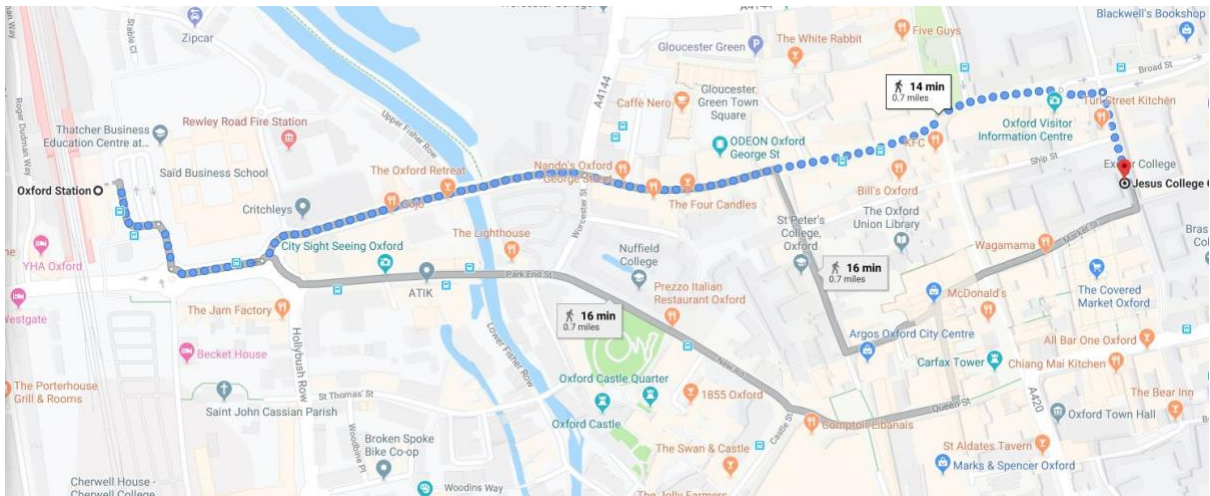 Roger Dudman Way
Stable Ct
Zipcar
Worcester College
A4144
A4144
Gloucester Green
The White Rabbit
Five Guys
Blackwell's Bookshop
Broad St
Thatcher Business
Education Centre at...
Rewley Road Fire Station
Upper Fisher Row
Caffè Nero
Gloucester
Green Town
Square
14 min
0.7 miles
Oxford Visitor
Information Centre
Turl Street Kitchen
Oxford Station
Saïd Business School
The Oxford Retreat
Nando's Oxford
George Street
ODEON Oxford
George St
KFC
Ship St
Exeter College
Jesus College
Critchleys
Gojo
Worcester St
The Four Candles
Bill's Oxford
St Peter's
College,
Oxford
The Oxford
Union Library
Market St
YHA Oxford
City Sight Seeing Oxford
The Lighthouse
Nuffield
College
Wagamama
ATIK
Park End St
16 min
0.7 miles
Prezzo Italian
Restaurant Oxford
16 min
0.7 miles
McDonald's
The Covered
Market Oxford
Westgate
The Jam Factory
Hollybush Row
Becket House
Lower Fisher Row
New Rd
Argos Oxford City Centre
Carfax Tower
All Bar One Oxford
Chiang Mai Kitchen
The Porterhouse
Grill & Rooms
Saint John Cassian Parish
St Thomas' St
Oxford Castle Quarter
Oxford Castle
1855 Oxford
Castle St
Queen St
A420
The Bear Inn
Oxford Town Hall
Comptoir Libanais
Woodbine Pl
Broken Spoke
Bike Co-op
The Swan & Castle
St Aldates Tavern
Marks & Spencer Oxford
Cherwell House -
Cherwell College
Woodins Way
The Jolly Farmers